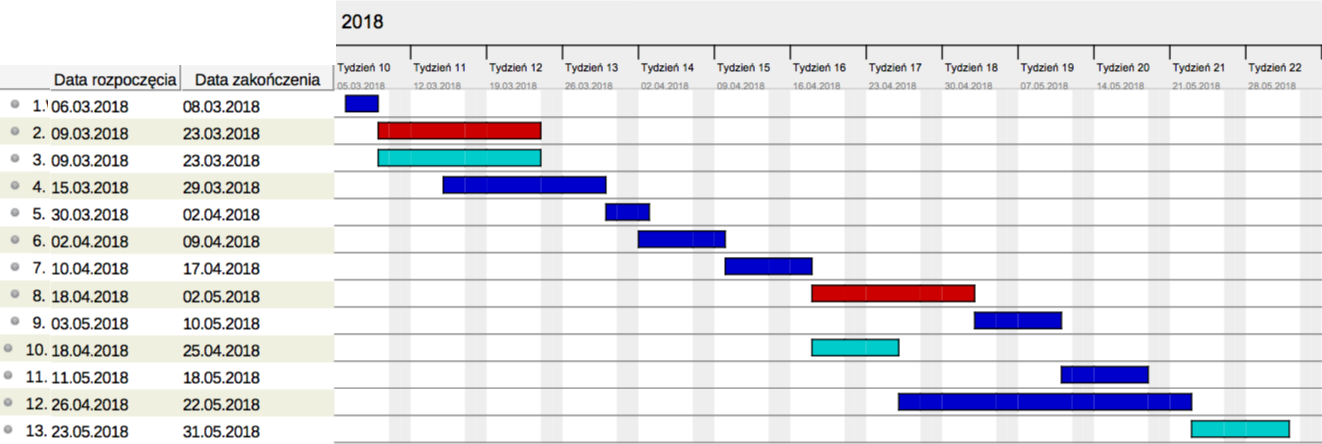 2018
Tydzień 10 Tydzień 11 Tydzień 12 Tydzień 13 Tydzień 14 Tydzień 15 Tydzień 16 Tydzień 17 Tydzień 18 Tydzień 19 Tydzień 20 Tydzień 21 Tydzień 22
Data rozpoczęcia Data zakończenia
05.03.2018 12.03.2018 19.03.2018 26.03.2018 02.04.2018 09.04.2018 16.04.2018 23.04.2018 30.04.2018 07.05.2018 14.05.2018 21.05.2018 28.05.2018
1. 06.03.2018 08.03.2018
2. 09.03.2018 23.03.2018
3. 09.03.2018 23.03.2018
4. 15.03.2018 29.03.2018
5. 30.03.2018 02.04.2018
6. 02.04.2018 09.04.2018
7. 10.04.2018 17.04.2018
8. 18.04.2018 02.05.2018
9. 03.05.2018 10.05.2018
10. 18.04.2018 25.04.2018
11. 11.05.2018 18.05.2018
12. 26.04.2018 22.05.2018
13. 23.05.2018 31.05.2018